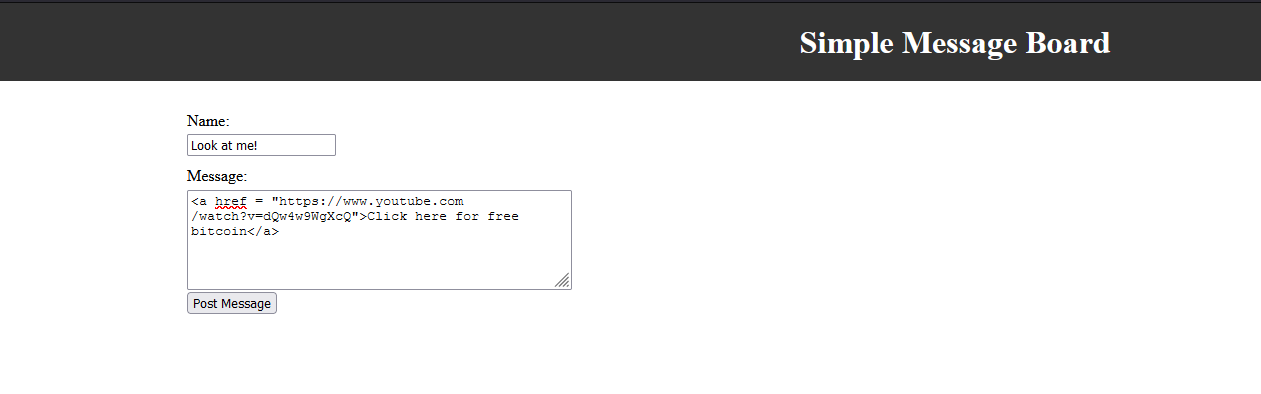 Simple Message Board
Name:
Look at me!
Message:
<a href = "https://www.youtube.com
/watch?v=dQw4w9WgXcQ">Click here for free
bitcoin</a>
Post Message